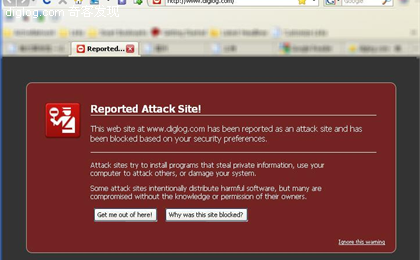 diglog.com 奇客发现
http://www.diglog.com/
Google
Reported...
Reported Attack Site!
This web site at www.diglog.com has been reported as an attack site and has
been blocked based on your security preferences.
Attack sites try to install programs that steal private information, use your
computer to attack others, or damage your system.
Some attack sites intentionally distribute harmful software, but many are
compromised without the knowledge or permission of their owners.
Get me out of here!
Why was this site blocked?
Ignore this warning